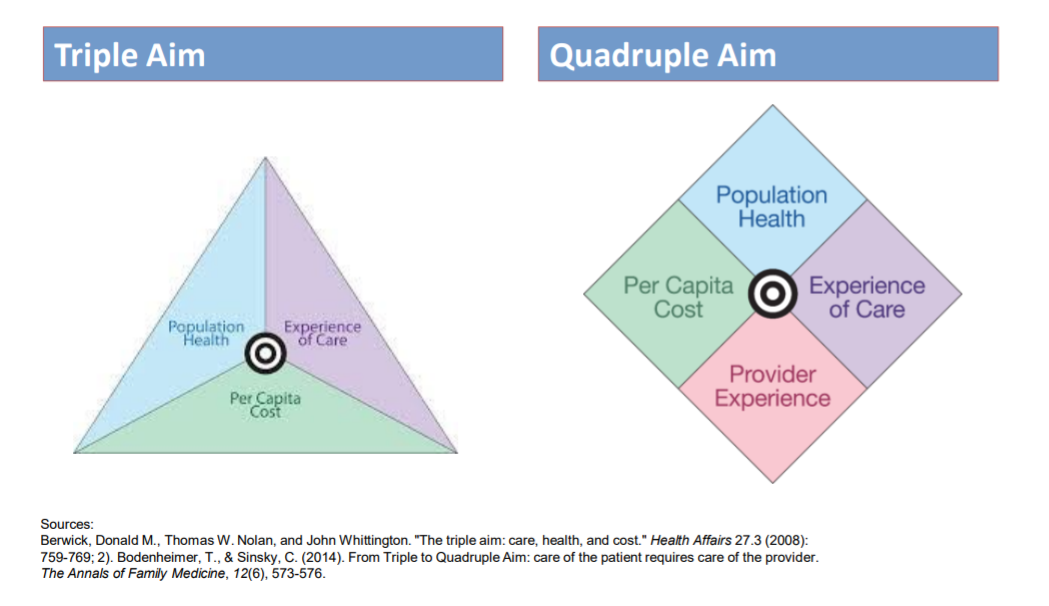 Triple Aim
Quadruple Aim
Population
Health
Experience
of Care
Per Capita
Cost
Population
Health
Per Capita
Cost
Experience
of Care
Provider
Experience
Sources:
Berwick, Donald M., Thomas W. Nolan, and John Whittington. "The triple aim: care, health, and cost." Health Affairs 27.3 (2008):
759-769; 2). Bodenheimer, T., & Sinsky, C. (2014). From Triple to Quadruple Aim: care of the patient requires care of the provider.
The Annals of Family Medicine, 12(6), 573-576.